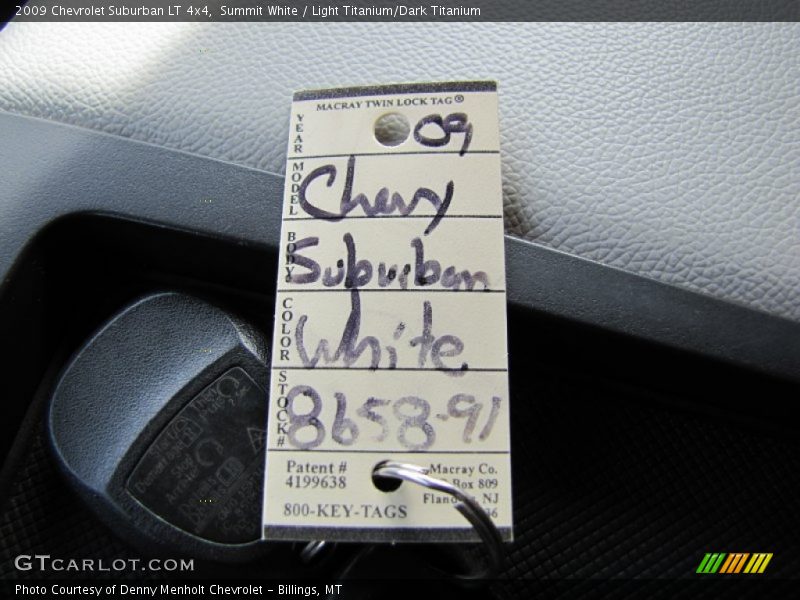 2009 Chevrolet Suburban LT 4x4, Summit White / Light Titanium/Dark Titanium
MACRAY TWIN LOCK TAG®
YEAR 09
MODEL Chevy
BODY Suburban
COLOR White
STOCK# 8658-91
Patent #
4199638
Macray Co.
Box 809
NJ
800-KEY-TAGS
GTCARLOT.COM
Photo Courtesy of Denny Menholt Chevrolet - Billings, MT